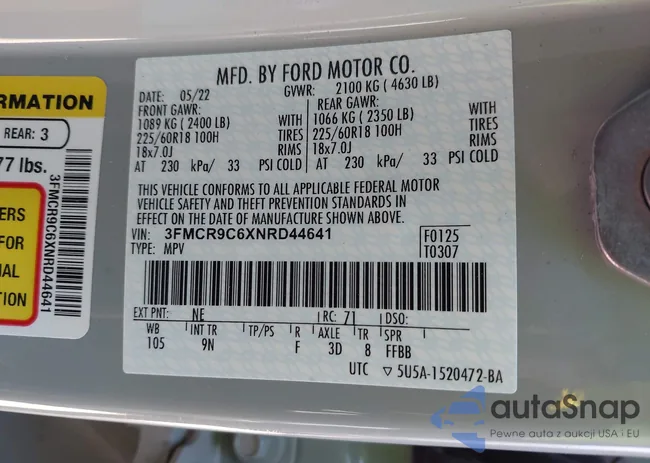 MFD. BY FORD MOTOR CO.
DATE: 05/22 GVWR: 2100 KG ( 4630 LB)
FRONT GAWR: REAR GAWR:
1089 KG ( 2400 LB) WITH 1066 KG ( 2350 LB) WITH
225/60R18 100H TIRES 225/60R18 100H TIRES
18x7.0J RIMS 18x7.0J RIMS
AT 230 kPa/ 33 PSI COLD AT 230 kPa/ 33 PSI COLD
THIS VEHICLE CONFORMS TO ALL APPLICABLE FEDERAL MOTOR
VEHICLE SAFETY AND THEFT PREVENTION STANDARDS IN
EFFECT ON THE DATE OF MANUFACTURE SHOWN ABOVE.
VIN: 3FMCR9C6XNRD44641 F0125
TYPE: MPV T0307
EXT PNT: NE RC: 71 DSO:
WB INT TR TP/PS R AXLE TR SPR
105 9N F 3D 8 FFBB
UTC ▽ 5U5A-1520472-BA
ORMATION
REAR: 3
77 lbs.
3FMCR9C6XNRD44641
ERS
FOR
AL
TION
autoSnap
Pewne auta z aukcji USA i EU